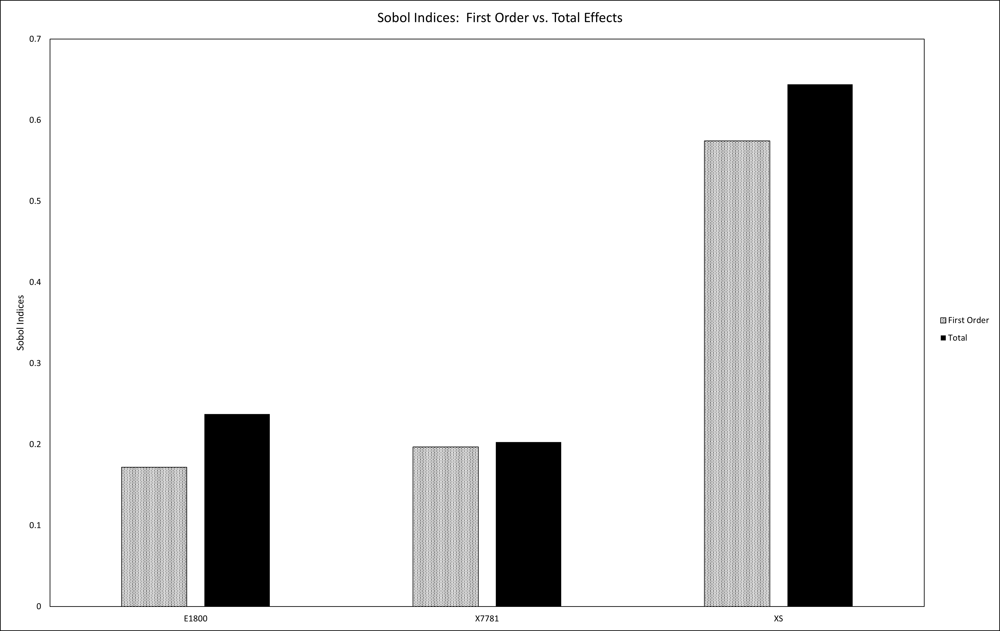 Sobol Indices:  First Order vs. Total Effects
0.7
0.6
0.5
0.4
0.3
0.2
0.1
0
Sobol Indices
E1800
X7781
XS
First Order
Total